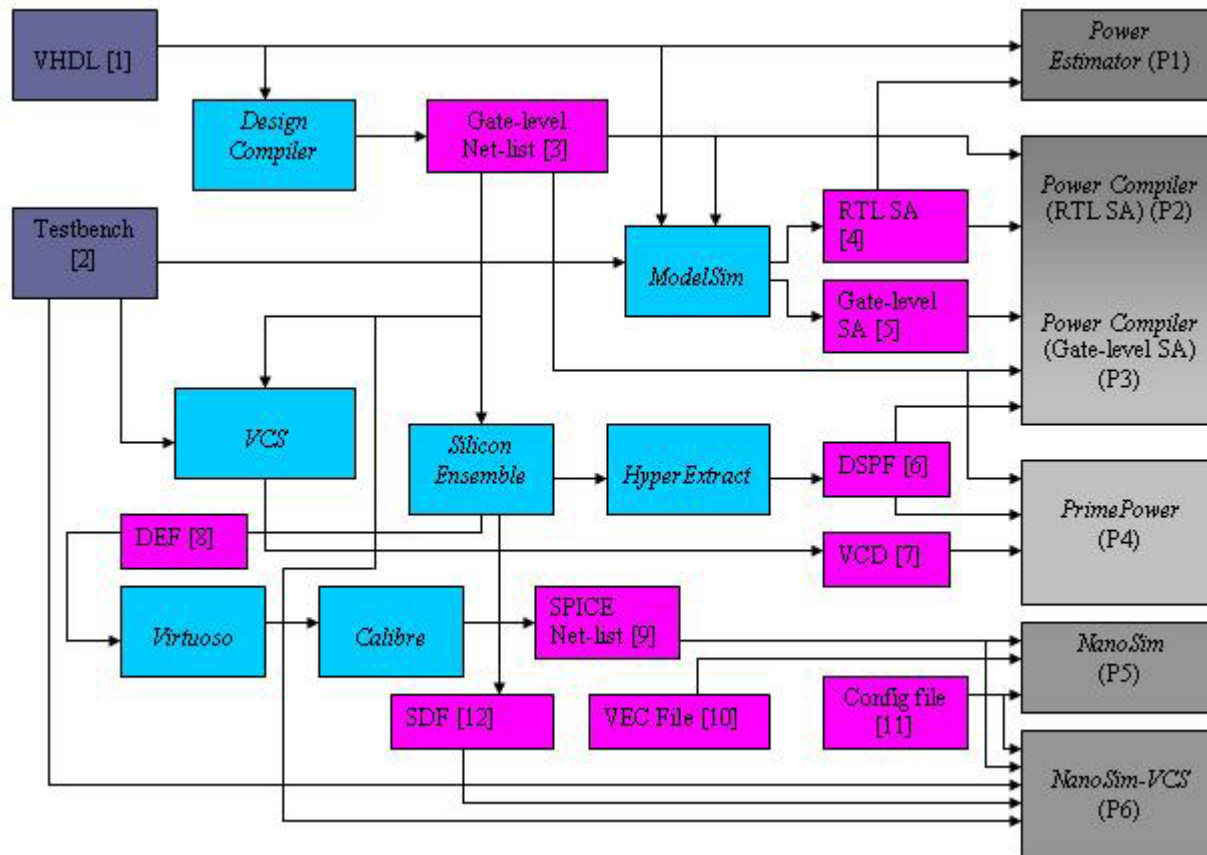 VHDL [1]
Power
Estimator (P1)
Design
Compiler
Gate-level
Net-list [3]
Power Compiler
(RTL SA) (P2)
Testbench
[2]
RTL SA
[4]
ModelSim
Gate-level
SA [5]
Power Compiler
(Gate-level SA)
(P3)
VCS
Silicon
Ensemble
HyperExtract
DSPF [6]
PrimePower
(P4)
DEF [8]
VCD [7]
Virtuoso
Calibre
SPICE
Net-list [9]
NanoSim
(P5)
SDF [12]
VEC File [10]
Config file
[11]
NanoSim-VCS
(P6)